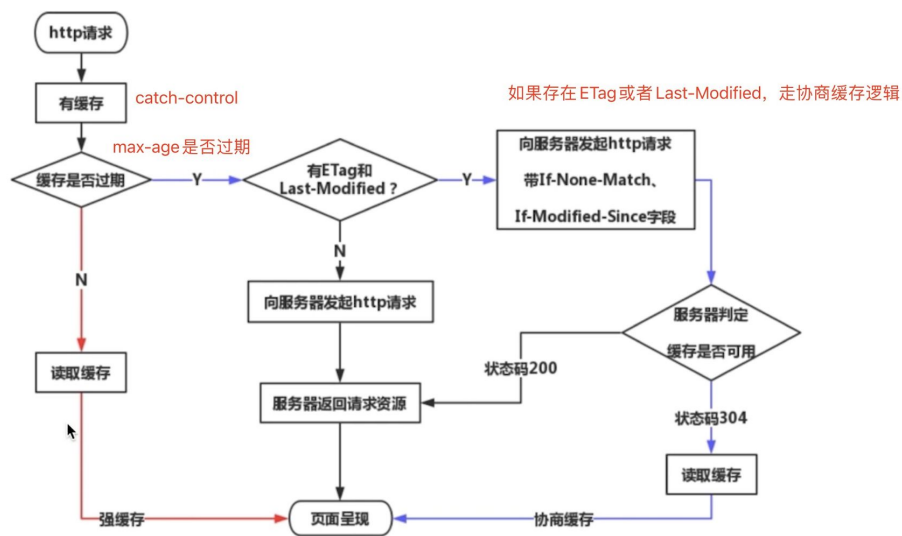 http请求
有缓存
catch-control
如果存在ETag或者Last-Modified，走协商缓存逻辑
max-age是否过期
缓存是否过期
Y
有ETag和
Last-Modified ？
Y
向服务器发起http请求
带If-None-Match、
If-Modified-Since字段
N
N
向服务器发起http请求
服务器判定
缓存是否可用
读取缓存
状态码200
服务器返回请求资源
状态码304
读取缓存
强缓存
页面呈现
协商缓存